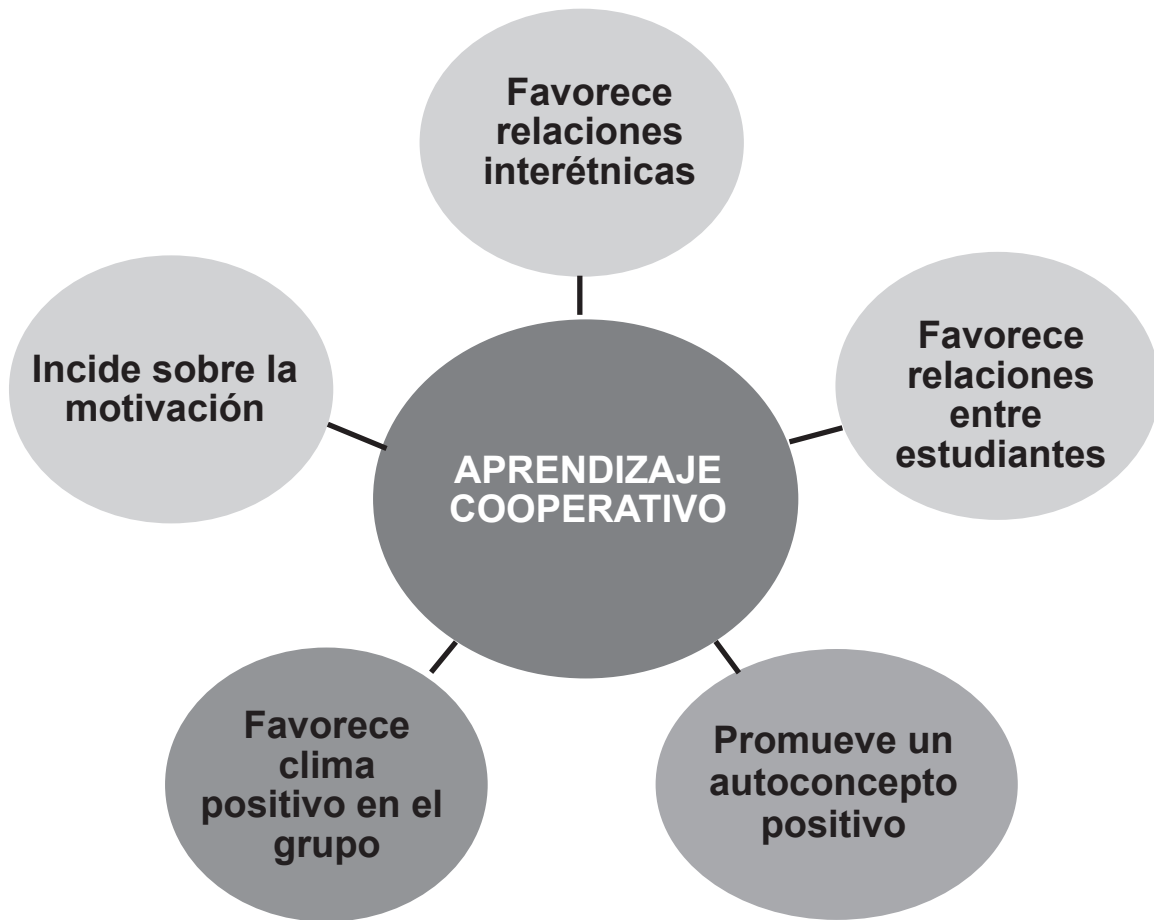 Favorece
relaciones
interétnicas
Incide sobre la
motivación
Favorece
relaciones
entre
estudiantes
APRENDIZAJE
COOPERATIVO
Favorece
clima
positivo en el
grupo
Promueve un
autoconcepto
positivo